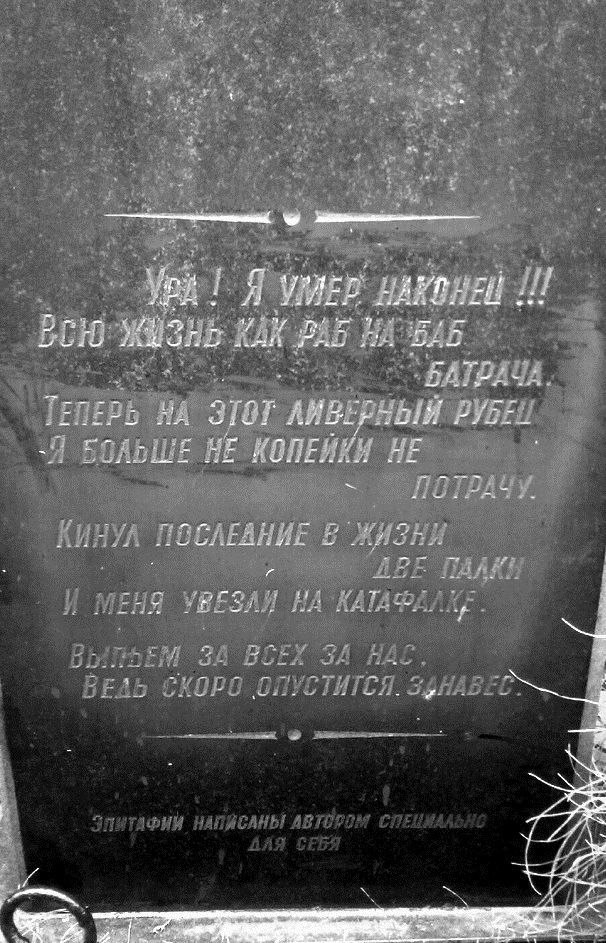 Ура! Я умер наконец!!!
Всю жизнь как раб на баб
батрача.
Теперь на этот ливерный рубец
Я больше не копейки не
потрачу.
Кинул последние в жизни
две палки
И меня увезли на катафалке.
Выпьем за всех за нас,
Ведь скоро опустится занавес.
Эпитафии написаны автором специально
для себя